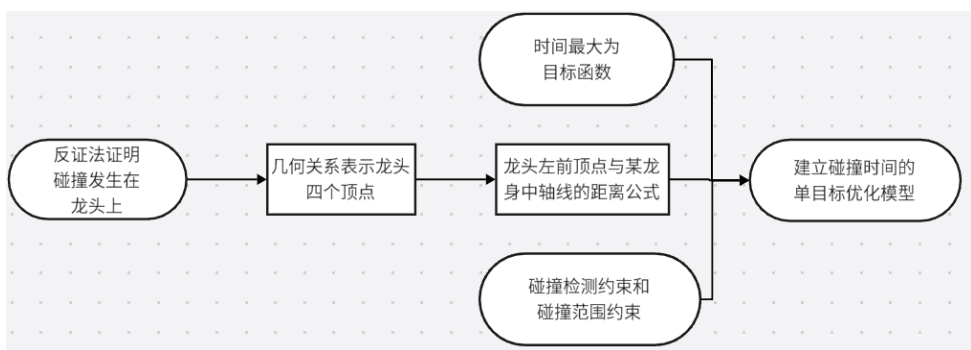 时间最大为
目标函数
反证法证明
碰撞发生在
龙头上
几何关系表示龙头
四个顶点
龙头左前顶点与某龙
身中轴线的距离公式
建立碰撞时间的
单目标优化模型
碰撞检测约束和
碰撞范围约束